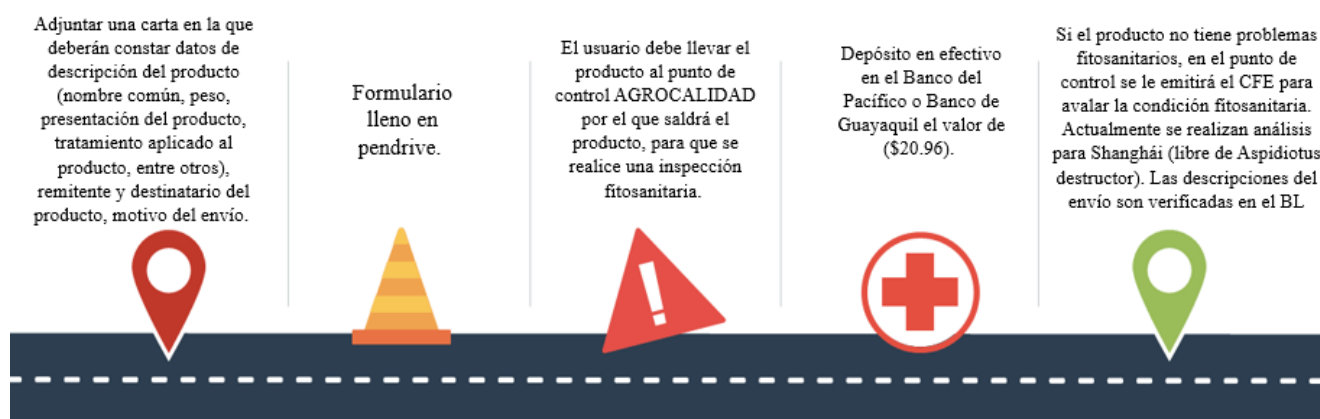 Adjuntar una carta en la que
deberán constar datos de
descripción del producto
(nombre común, peso,
presentación del producto,
tratamiento aplicado al
producto, entre otros),
remitente y destinatario del
producto, motivo del envío.
Formulario
lleno en
pendrive.
El usuario debe llevar el
producto al punto de
control AGROCALIDAD
por el que saldrá el
producto, para que se
realice una inspección
fitosanitaria.
Depósito en efectivo
en el Banco del
Pacífico o Banco de
Guayaquil el valor de
($20.96).
Si el producto no tiene problemas
fitosanitarios, en el punto de
control se le emitirá el CFE para
avalar la condición fitosanitaria.
Actualmente se realizan análisis
para Shanghái (libre de Aspidiotus
destructor). Las descripciones del
envío son verificadas en el BL